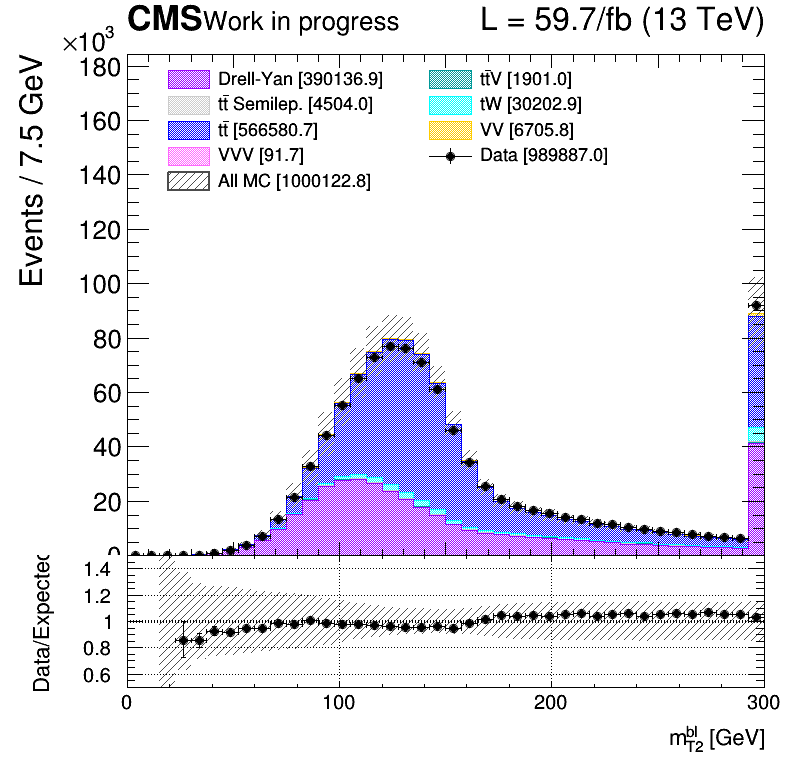 CMS Work in progress L = 59.7/fb (13 TeV)
×10³
Events / 7.5 GeV
180
160
140
120
100
80
60
40
20
0
Drell-Yan [390136.9]
tt̄ Semilep. [4504.0]
tt̄ [566580.7]
VVV [91.7]
All MC [1000122.8]
tt̄V [1901.0]
tW [30202.9]
VV [6705.8]
Data [989887.0]
Data/Expected
1.4
1.2
1
0.8
0.6
0 100 200 300
m_T2^bl [GeV]